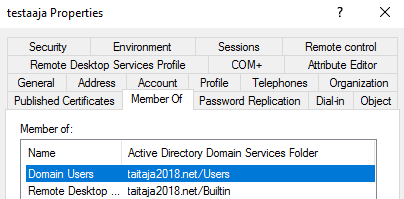 testaaja Properties
? ×
Security Environment Sessions Remote control
Remote Desktop Services Profile COM+ Attribute Editor
General Address Account Profile Telephones Organization
Published Certificates Member Of Password Replication Dial-in Object
Member of:
Name Active Directory Domain Services Folder
Domain Users taitaja2018.net/Users
Remote Desktop ... taitaja2018.net/Builtin